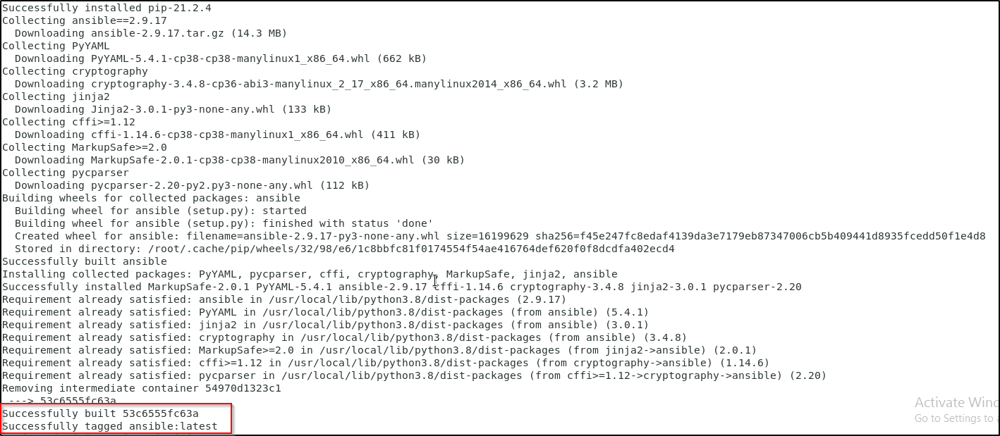 Successfully installed pip-21.2.4
Collecting ansible==2.9.17
  Downloading ansible-2.9.17.tar.gz (14.3 MB)
Collecting PyYAML
  Downloading PyYAML-5.4.1-cp38-cp38-manylinux1_x86_64.whl (662 kB)
Collecting cryptography
  Downloading cryptography-3.4.8-cp36-abi3-manylinux_2_17_x86_64.manylinux2014_x86_64.whl (3.2 MB)
Collecting jinja2
  Downloading Jinja2-3.0.1-py3-none-any.whl (133 kB)
Collecting cffi>=1.12
  Downloading cffi-1.14.6-cp38-cp38-manylinux1_x86_64.whl (411 kB)
Collecting MarkupSafe>=2.0
  Downloading MarkupSafe-2.0.1-cp38-cp38-manylinux2010_x86_64.whl (30 kB)
Collecting pycparser
  Downloading pycparser-2.20-py2.py3-none-any.whl (112 kB)
Building wheels for collected packages: ansible
  Building wheel for ansible (setup.py): started
  Building wheel for ansible (setup.py): finished with status 'done'
  Created wheel for ansible: filename=ansible-2.9.17-py3-none-any.whl size=16199629 sha256=f45e247fc8edaf4139da3e7179eb87347006cb5b409441d8935fcedd50f1e4d8
  Stored in directory: /root/.cache/pip/wheels/32/98/e6/1c8bbfc81f0174554f54ae416764def620f0f8dcdfa402ecd4
Successfully built ansible
Installing collected packages: PyYAML, pycparser, cffi, cryptography, MarkupSafe, jinja2, ansible
Successfully installed MarkupSafe-2.0.1 PyYAML-5.4.1 ansible-2.9.17 cffi-1.14.6 cryptography-3.4.8 jinja2-3.0.1 pycparser-2.20
Requirement already satisfied: ansible in /usr/local/lib/python3.8/dist-packages (2.9.17)
Requirement already satisfied: PyYAML in /usr/local/lib/python3.8/dist-packages (from ansible) (5.4.1)
Requirement already satisfied: jinja2 in /usr/local/lib/python3.8/dist-packages (from ansible) (3.0.1)
Requirement already satisfied: cryptography in /usr/local/lib/python3.8/dist-packages (from ansible) (3.4.8)
Requirement already satisfied: MarkupSafe>=2.0 in /usr/local/lib/python3.8/dist-packages (from jinja2->ansible) (2.0.1)
Requirement already satisfied: cffi>=1.12 in /usr/local/lib/python3.8/dist-packages (from cryptography->ansible) (1.14.6)
Requirement already satisfied: pycparser in /usr/local/lib/python3.8/dist-packages (from cffi>=1.12->cryptography->ansible) (2.20)
Removing intermediate container 54970d1323c1
 ---> 53c6555fc63a
Successfully built 53c6555fc63a
Successfully tagged ansible:latest
Activate Wind
Go to Settings to a